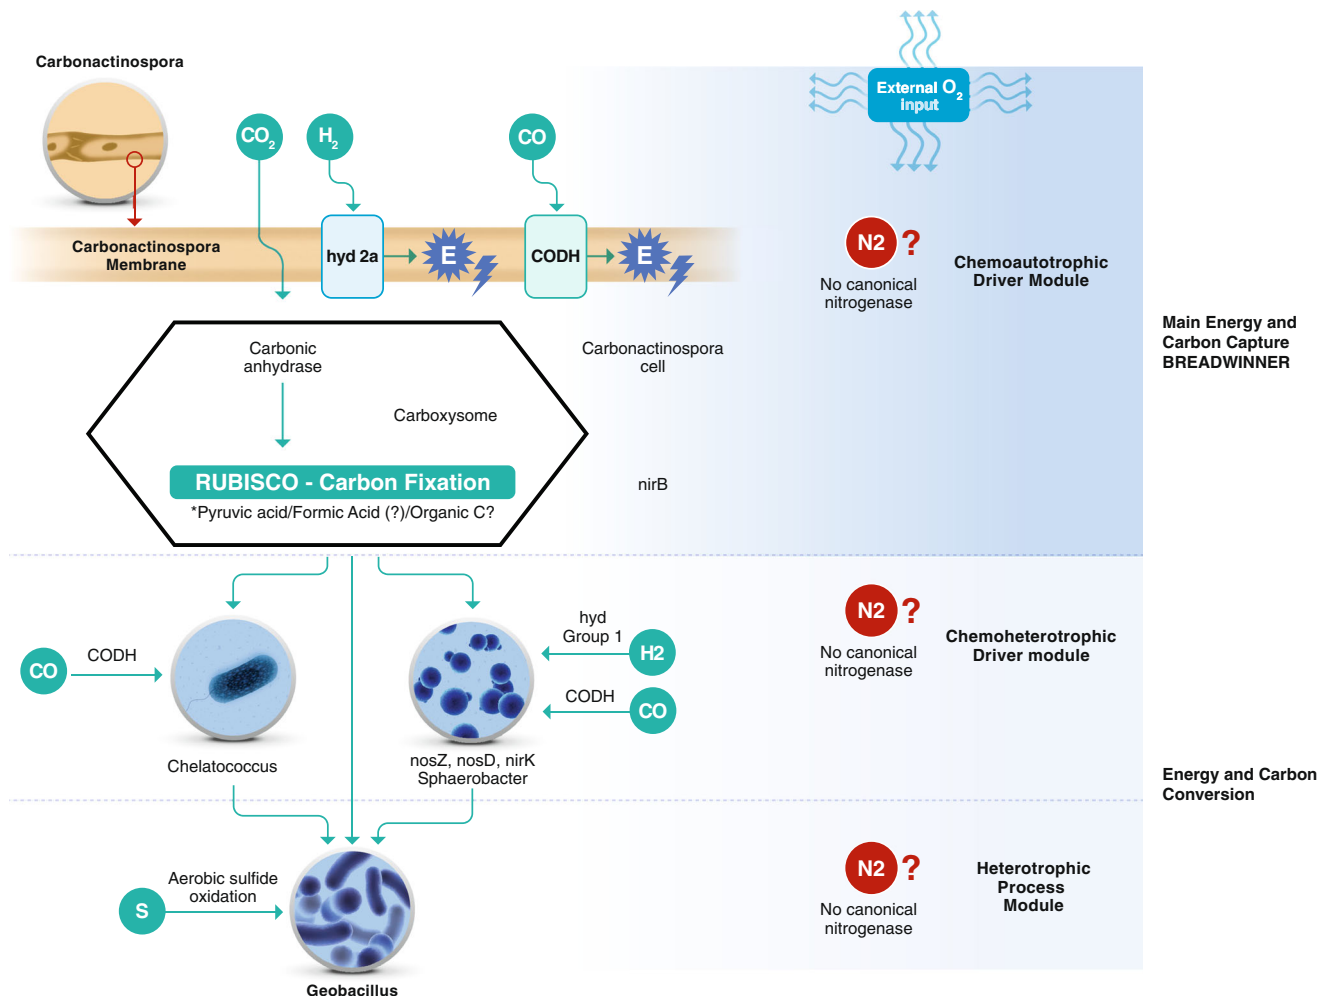 Carbonactinospora
CO2
H2
CO
External O2
input
Carbonactinospora
Membrane
hyd 2a
E
CODH
E
N2 ?
No canonical
nitrogenase
Chemoautotrophic
Driver Module
Main Energy and
Carbon Capture
BREADWINNER
Carbonic
anhydrase
Carbonactinospora
cell
Carboxysome
RUBISCO - Carbon Fixation
*Pyruvic acid/Formic Acid (?)/Organic C?
nirB
CO
CODH
Chelatococcus
hyd
Group 1
H2
CODH
CO
nosZ, nosD, nirK
Sphaerobacter
N2 ?
No canonical
nitrogenase
Chemoheterotrophic
Driver module
Energy and Carbon
Conversion
S
Aerobic sulfide
oxidation
Geobacillus
N2 ?
No canonical
nitrogenase
Heterotrophic
Process
Module